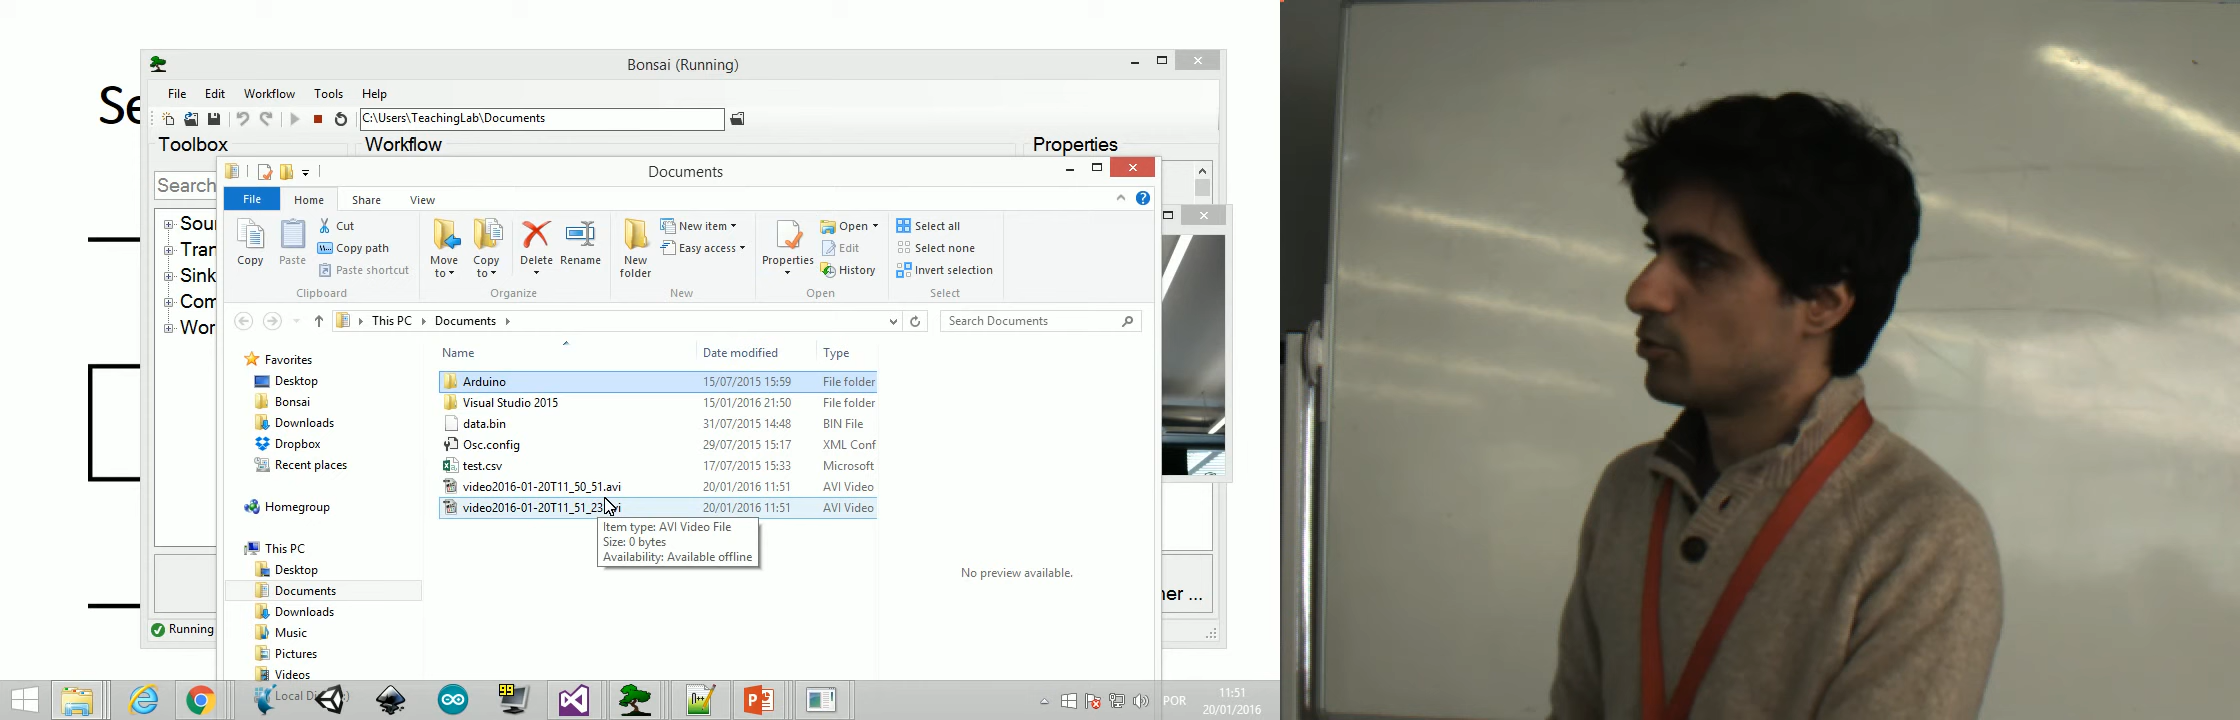 Se
Bonsai (Running)
File Edit Workflow Tools Help
C:\Users\TeachingLab\Documents
Toolbox Workflow Properties
Search
Documents
File Home Share View
Sour
Tran
Sink
Com
Wor
Copy
Paste
Cut
Copy path
Paste shortcut
Clipboard
Move to
Copy to
Delete
Rename
Organize
New folder
New item
Easy access
New
Properties
Open
Edit
History
Open
Select all
Select none
Invert selection
Select
This PC Documents
Search Documents
Favorites
Desktop
Bonsai
Downloads
Dropbox
Recent places
Homegroup
This PC
Desktop
Documents
Downloads
Music
Pictures
Videos
Local Di
Name Date modified Type
Arduino 15/07/2015 15:59 File folder
Visual Studio 2015 15/01/2016 21:50 File folder
data.bin 31/07/2015 14:48 BIN File
Osc.config 29/07/2015 15:17 XML Conf
test.csv 17/07/2015 15:33 Microsoft
video2016-01-20T11_50_51.avi 20/01/2016 11:51 AVI Video
video2016-01-20T11_51_23 vi 20/01/2016 11:51 AVI Video
Item type: AVI Video File
Size: 0 bytes
Availability: Available offline
No preview available.
her ...
Running
99
POR
11:51
20/01/2016